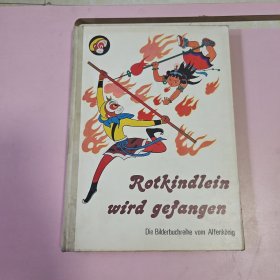 Rotkindlein
wird gefangen
Die Bilderbuchreihe vom Affenkönig